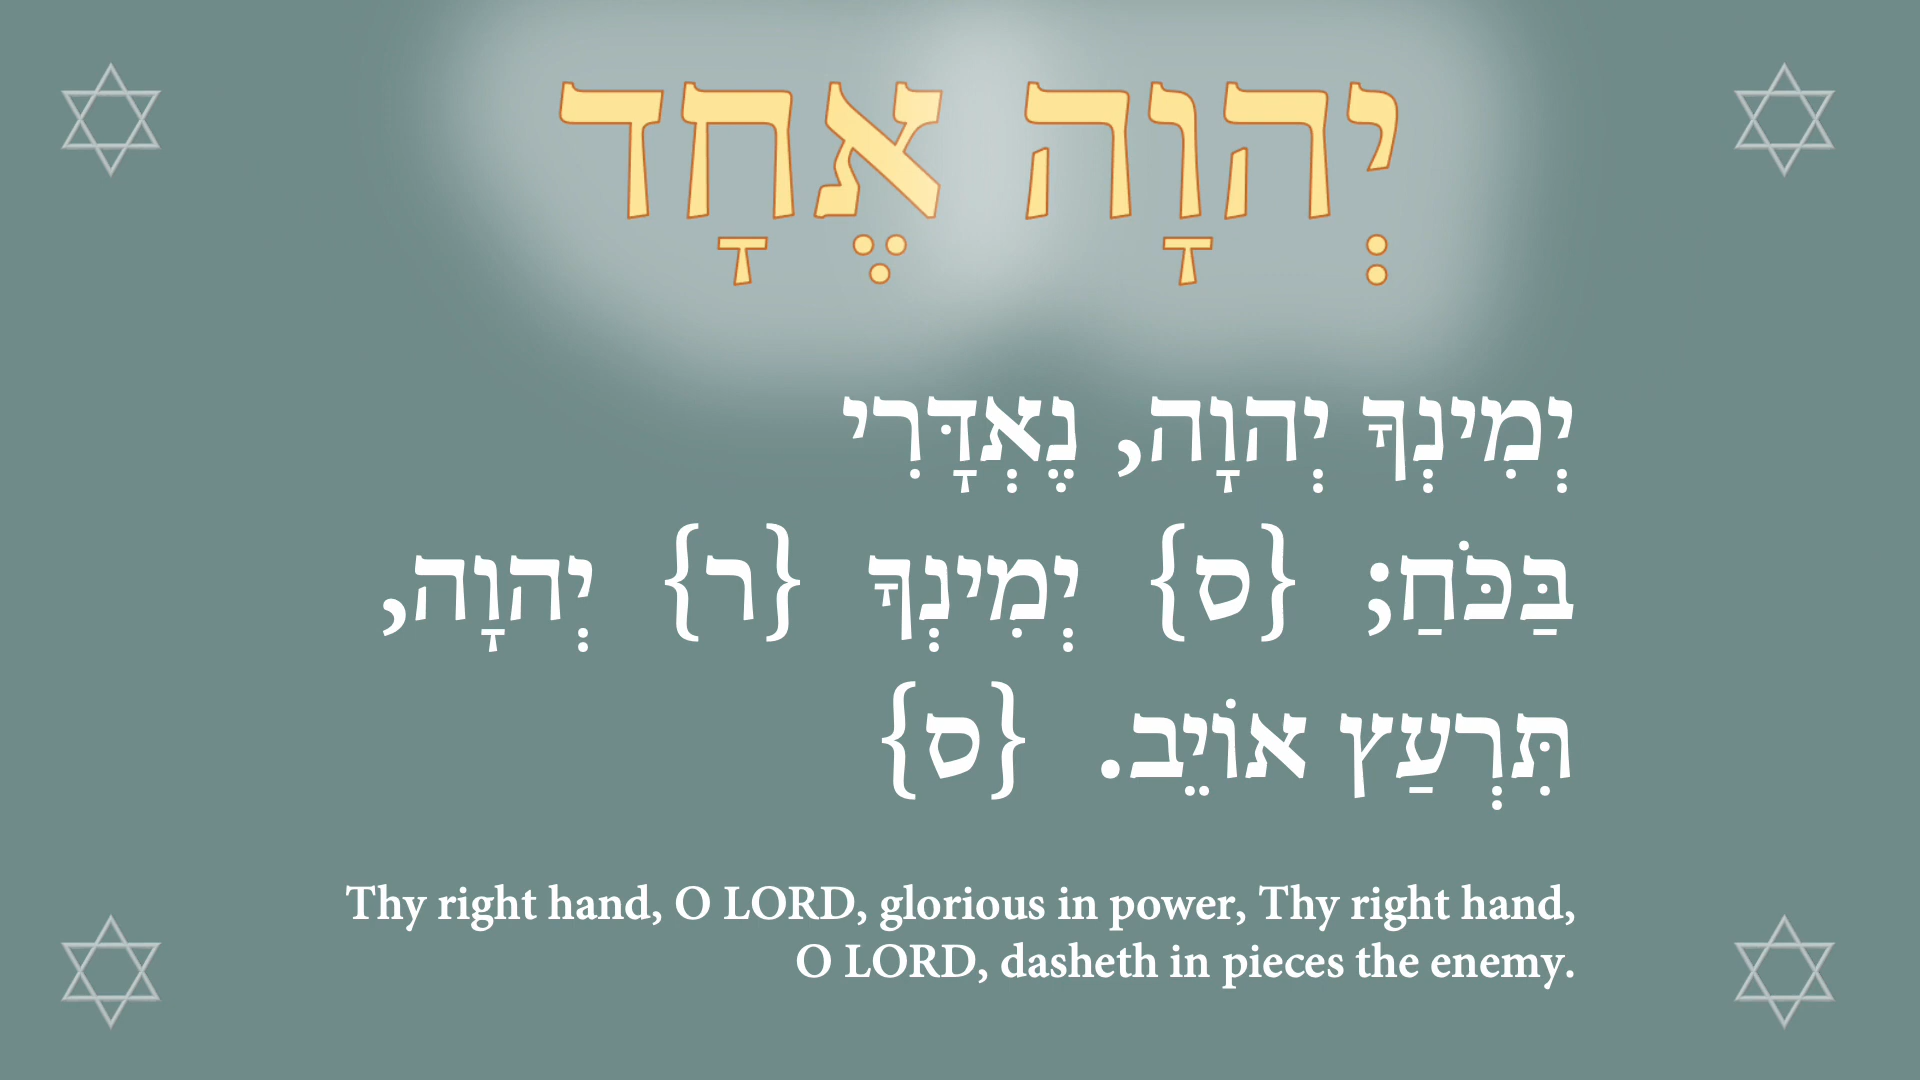 יְהוָה אֶחָד
יְמִינְךָ יְהוָה, נֶאְדָּרִי
בַּכֹּחַ; {ס} יְמִינְךָ {ר} יְהוָה,
תִּרְעַץ אוֹיֵב. {ס}
Thy right hand, O LORD, glorious in power, Thy right hand,
O LORD, dasheth in pieces the enemy.